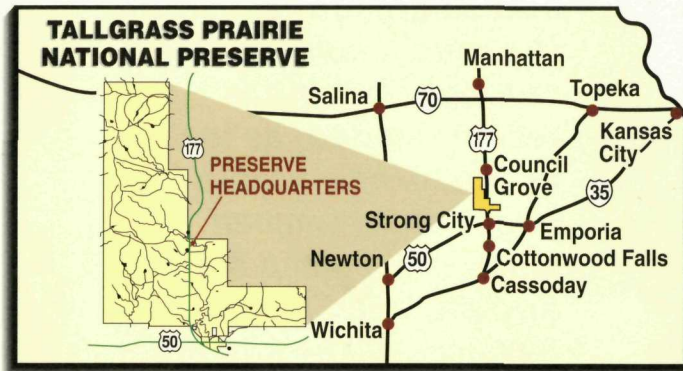 TALLGRASS PRAIRIE
NATIONAL PRESERVE
177
PRESERVE
HEADQUARTERS
50
Manhattan
Salina
70
Topeka
177
Kansas
City
Council
Grove
35
Strong City
Emporia
Newton
50
Cottonwood Falls
Cassoday
Wichita